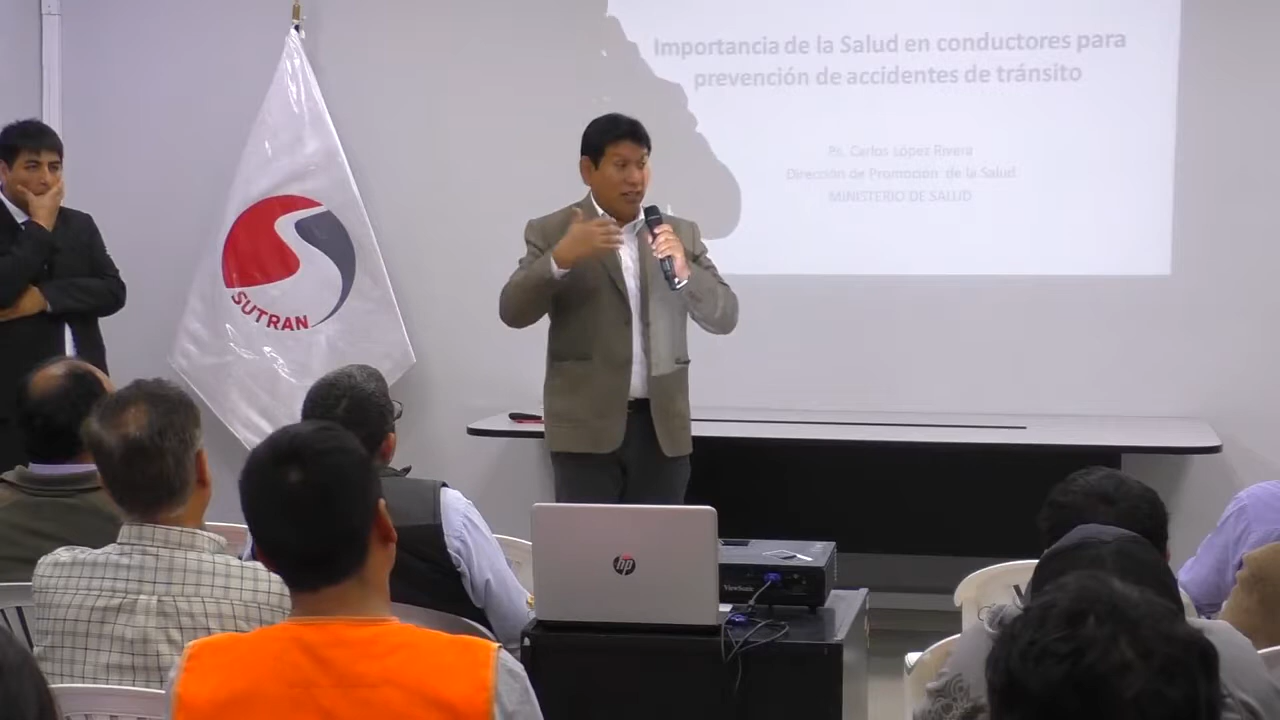 Importancia de la Salud en conductores para
prevención de accidentes de tránsito
Ps. Carlos López Rivera
Dirección de Promoción de la Salud
MINISTERIO DE SALUD
SUTRAN
hp
ViewSonic